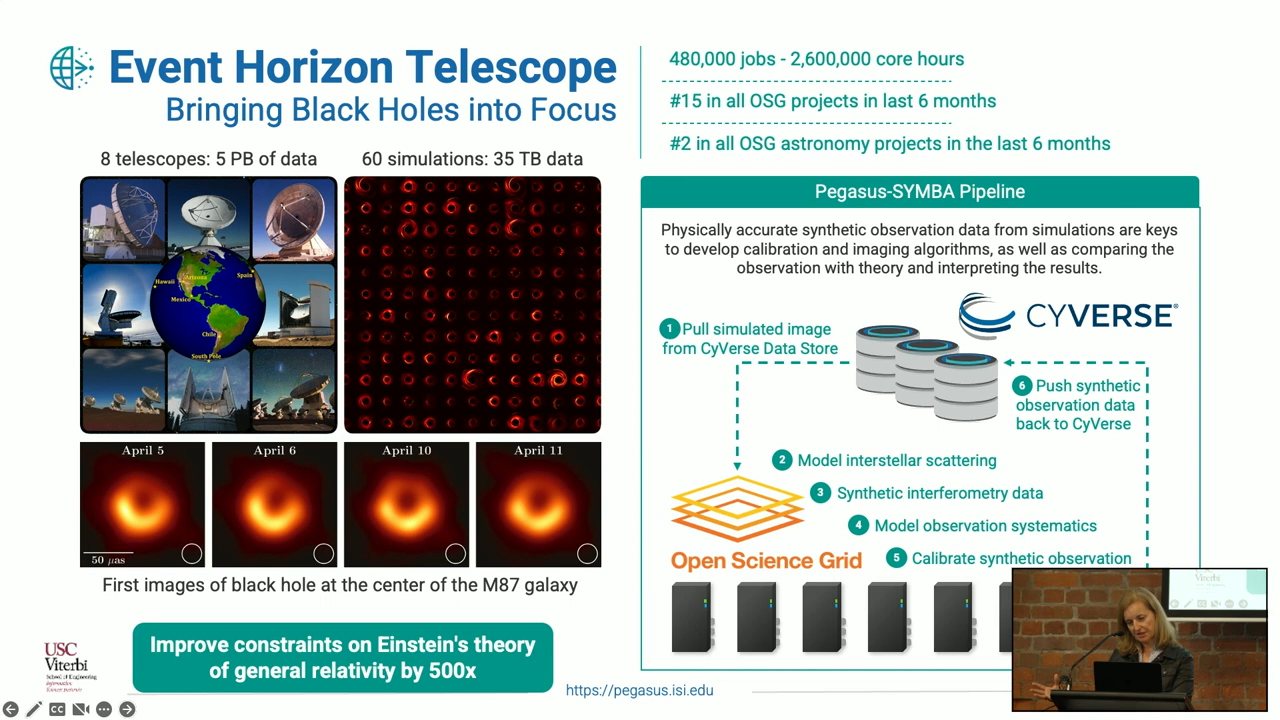 Event Horizon Telescope
Bringing Black Holes into Focus
480,000 jobs - 2,600,000 core hours
#15 in all OSG projects in last 6 months
#2 in all OSG astronomy projects in the last 6 months
8 telescopes: 5 PB of data
60 simulations: 35 TB data
Arizona
Spain
Hawaii
Mexico
Chile
South Pole
April 5
April 6
April 10
April 11
50 μas
First images of black hole at the center of the M87 galaxy
Improve constraints on Einstein's theory
of general relativity by 500x
Pegasus-SYMBA Pipeline
Physically accurate synthetic observation data from simulations are keys
to develop calibration and imaging algorithms, as well as comparing the
observation with theory and interpreting the results.
CYVERSE®
1 Pull simulated image
from CyVerse Data Store
6 Push synthetic
observation data
back to CyVerse
2 Model interstellar scattering
3 Synthetic interferometry data
4 Model observation systematics
5 Calibrate synthetic observation
Open Science Grid
USC
Viterbi
School of Engineering
Information
Sciences Institute
https://pegasus.isi.edu
CC
Viterbi